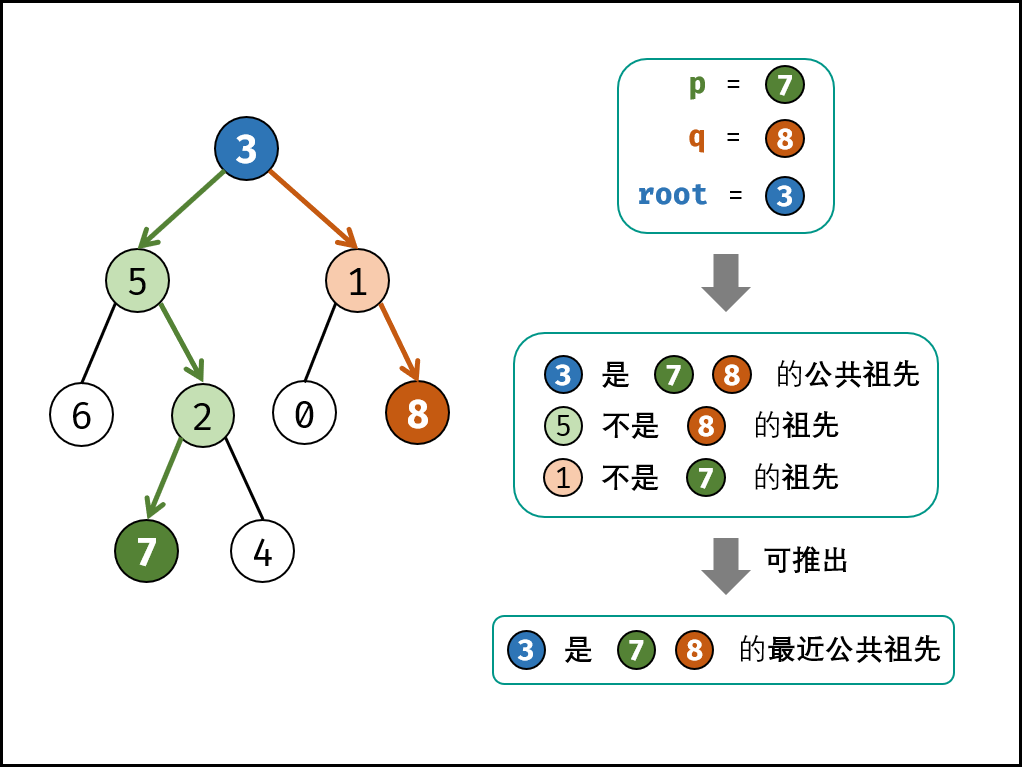 3
5 1
6 2 0 8
7 4
p = 7
q = 8
root = 3
3 是 7 8 的公共祖先
5 不是 8 的祖先
1 不是 7 的祖先
可推出
3 是 7 8 的最近公共祖先